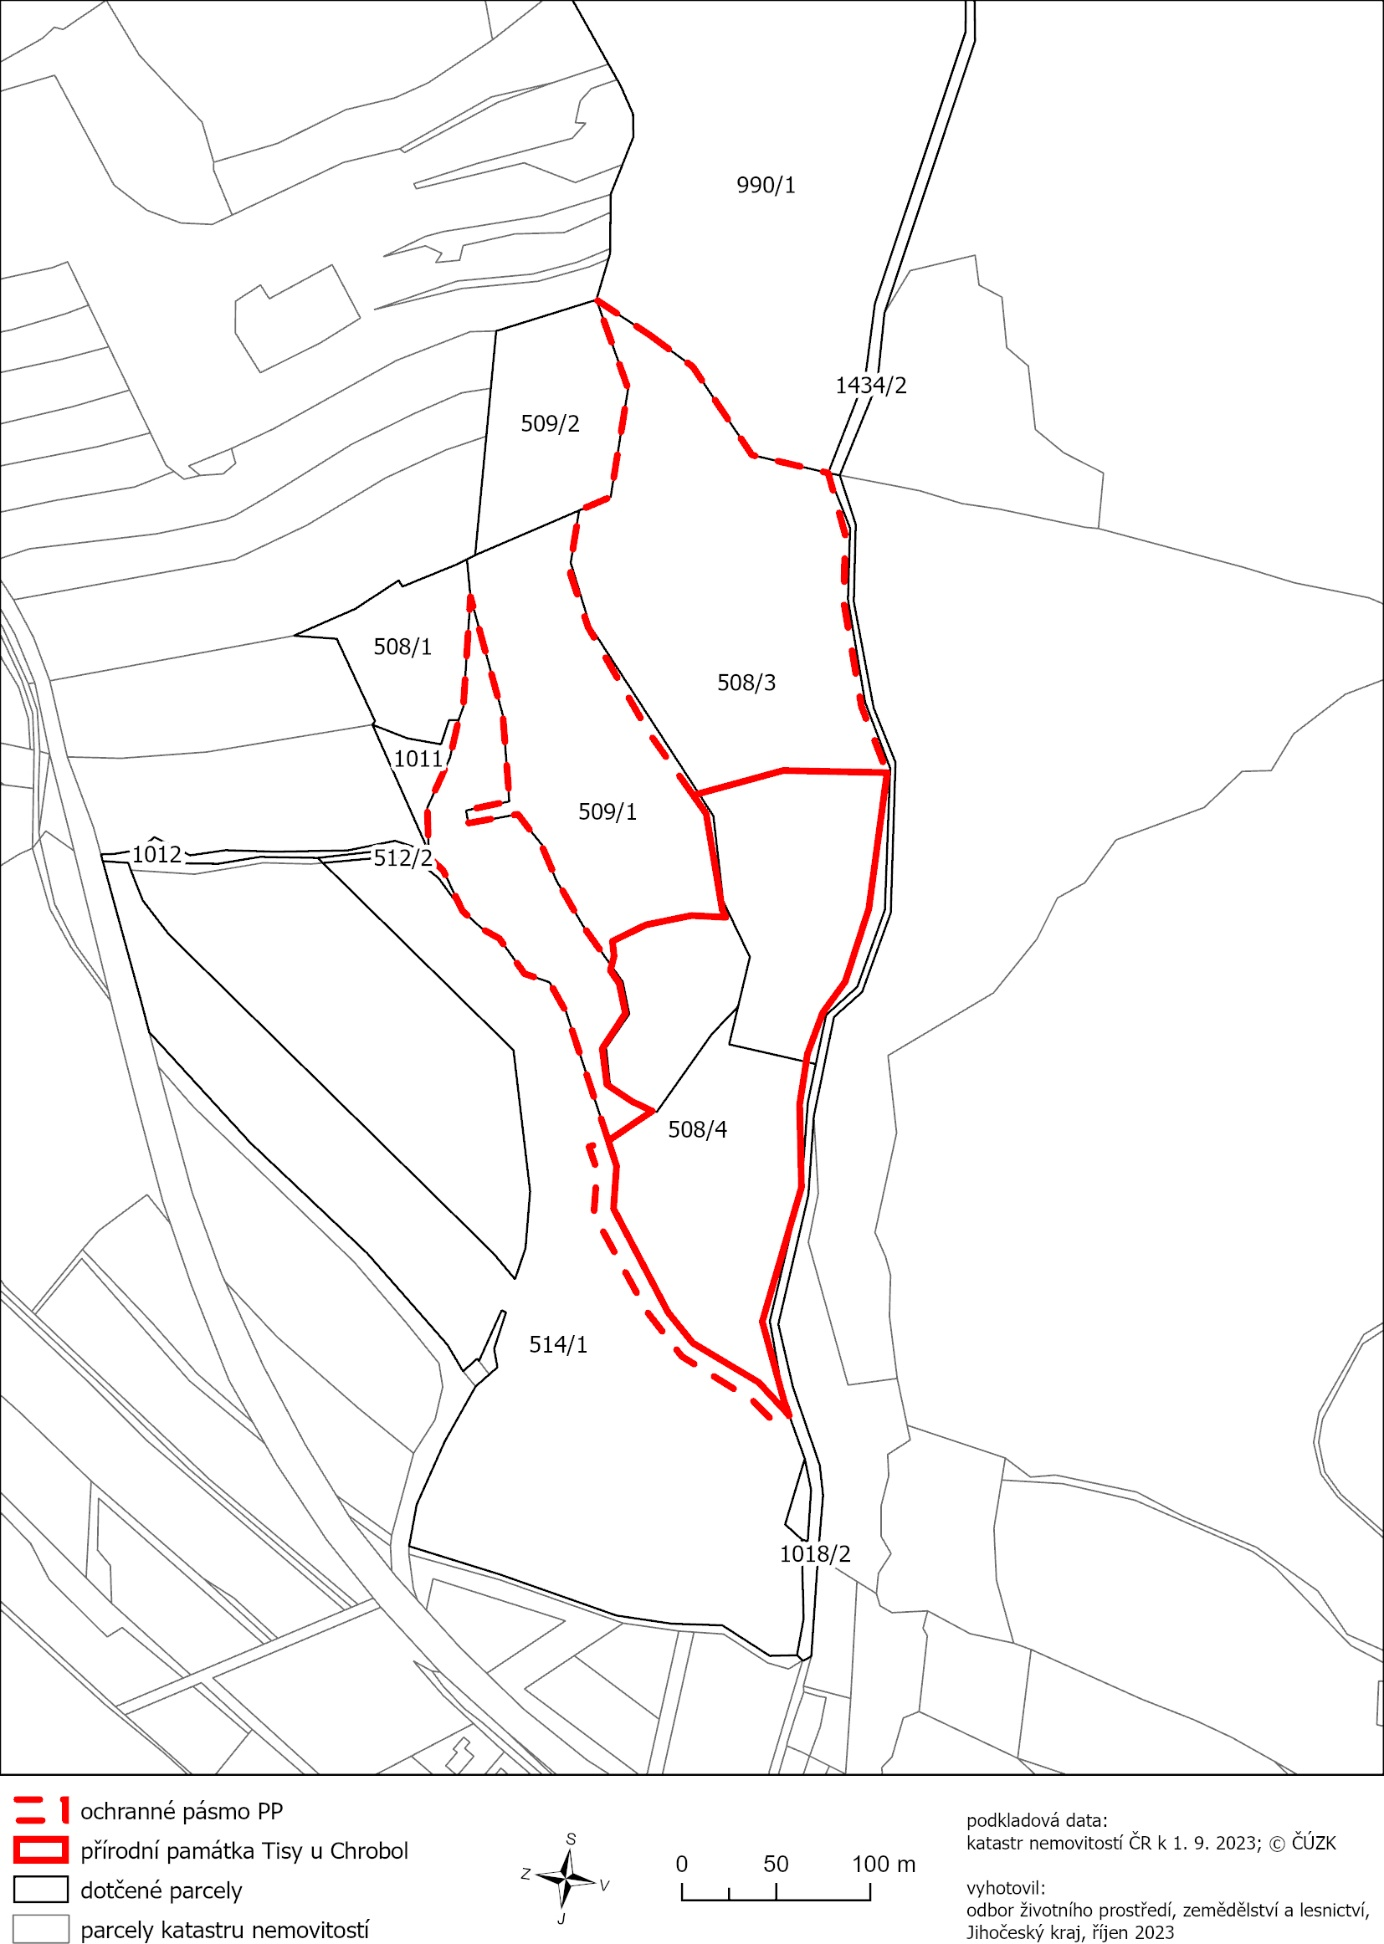 990/1
1434/2
509/2
508/1
508/3
1011
509/1
1012
512/2
508/4
514/1
1018/2
ochranné pásmo PP
přírodní památka Tisy u Chrobol
dotčené parcely
parcely katastru nemovitostí
S
Z
V
J
0 50 100 m
podkladová data:
katastr nemovitostí ČR k 1. 9. 2023; © ČÚZK
vyhotovil:
odbor životního prostředí, zemědělství a lesnictví,
Jihočeský kraj, říjen 2023